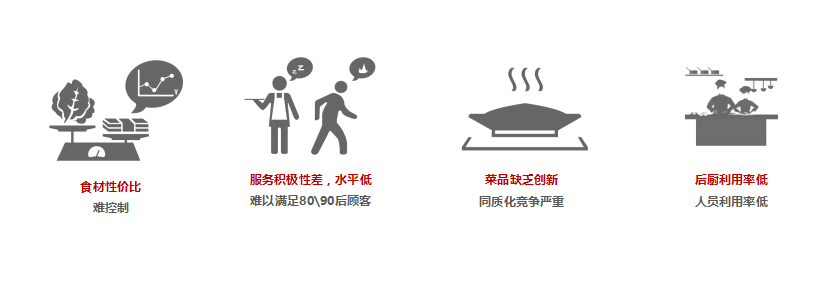 食材性价比
难控制
服务积极性差，水平低
难以满足80\90后顾客
菜品缺乏创新
同质化竞争严重
后厨利用率低
人员利用率低